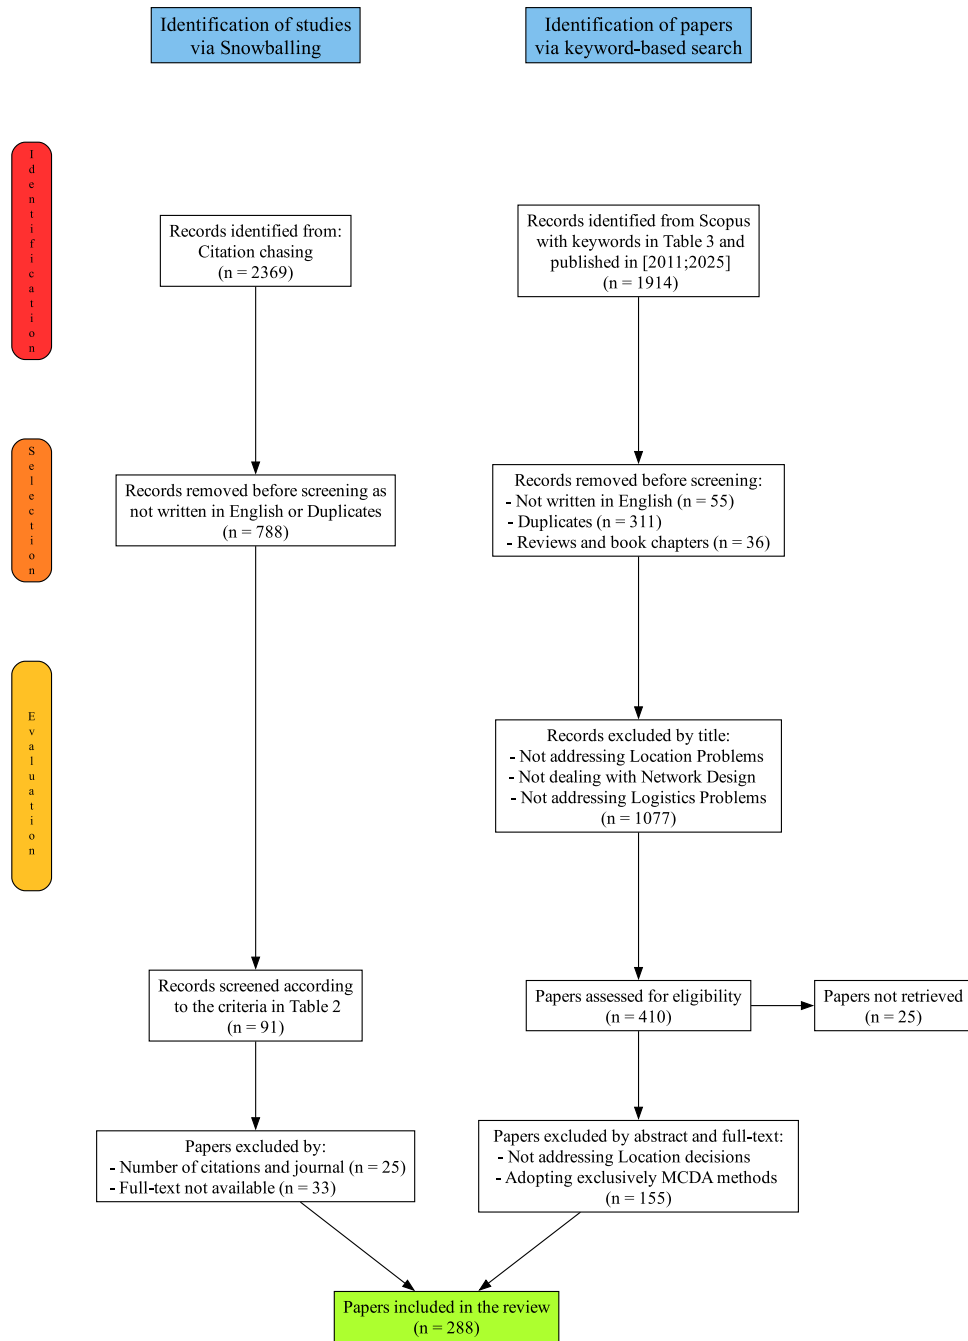 Identification of studies
via Snowballing
Identification of papers
via keyword-based search
Identification
Records identified from:
Citation chasing
(n = 2369)
Records identified from Scopus
with keywords in Table 3 and
published in [2011;2025]
(n = 1914)
Selection
Records removed before screening as
not written in English or Duplicates
(n = 788)
Records removed before screening:
- Not written in English (n = 55)
- Duplicates (n = 311)
- Reviews and book chapters (n = 36)
Evaluation
Records excluded by title:
- Not addressing Location Problems
- Not dealing with Network Design
- Not addressing Logistics Problems
(n = 1077)
Records screened according
to the criteria in Table 2
(n = 91)
Papers assessed for eligibility
(n = 410)
Papers not retrieved
(n = 25)
Papers excluded by:
- Number of citations and journal (n = 25)
- Full-text not available (n = 33)
Papers excluded by abstract and full-text:
- Not addressing Location decisions
- Adopting exclusively MCDA methods
(n = 155)
Papers included in the review
(n = 288)